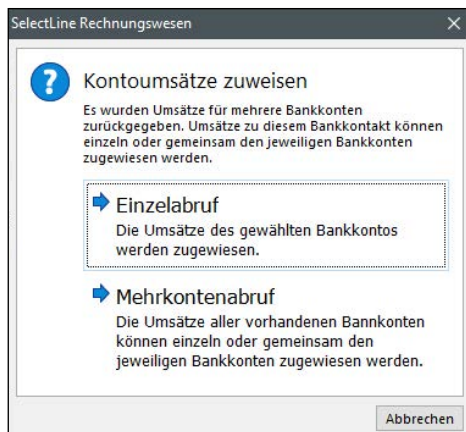 SelectLine Rechnungswesen
Kontoumsätze zuweisen
Es wurden Umsätze für mehrere Bankkonten
zurückgegeben. Umsätze zu diesem Bankkontakt können
einzeln oder gemeinsam den jeweiligen Bankkonten
zugewiesen werden.
Einzelabruf
Die Umsätze des gewählten Bankkontos
werden zugewiesen.
Mehrkontenabruf
Die Umsätze aller vorhandenen Bannkonten
können einzeln oder gemeinsam den
jeweiligen Bankkonten zugewiesen werden.
Abbrechen